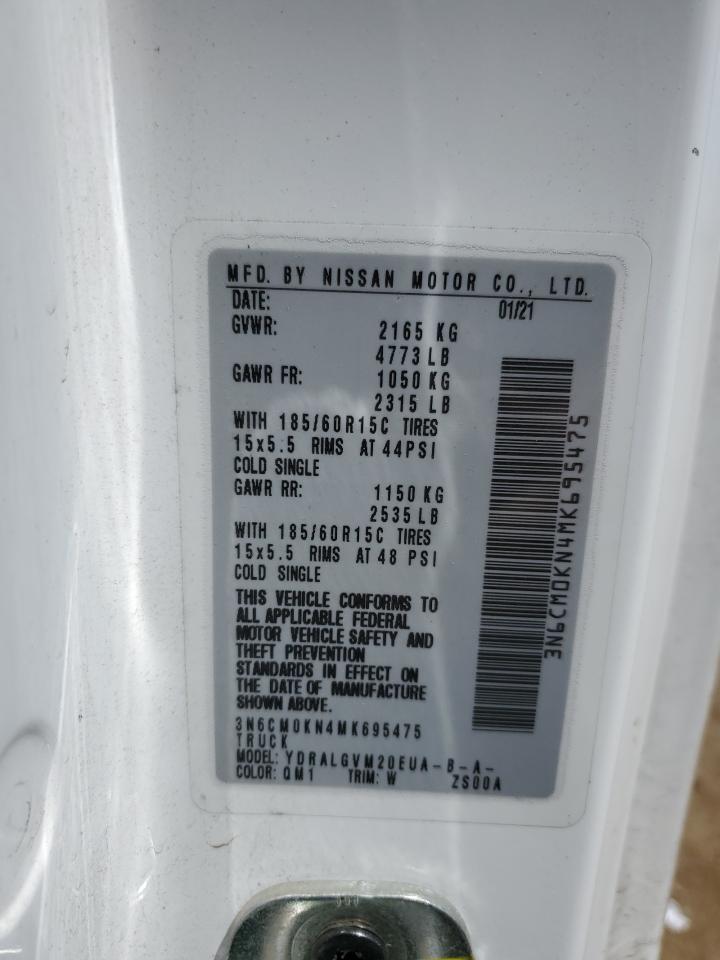 MFD. BY NISSAN MOTOR CO., LTD.
DATE: 01/21
GVWR: 2165 KG
4773 LB
GAWR FR: 1050 KG
2315 LB
WITH 185/60R15C TIRES
15x5.5 RIMS AT 44PSI
COLD SINGLE
GAWR RR: 1150 KG
2535 LB
WITH 185/60R15C TIRES
15x5.5 RIMS AT 48 PSI
COLD SINGLE
THIS VEHICLE CONFORMS TO
ALL APPLICABLE FEDERAL
MOTOR VEHICLE SAFETY AND
THEFT PREVENTION
STANDARDS IN EFFECT ON
THE DATE OF MANUFACTURE
SHOWN ABOVE.
3N6CM0KN4MK695475
TRUCK
MODEL: YDRALGVM20EUA-B-A-
COLOR: QM1 TRIM: W ZS00A
3N6CM0KN4MK695475